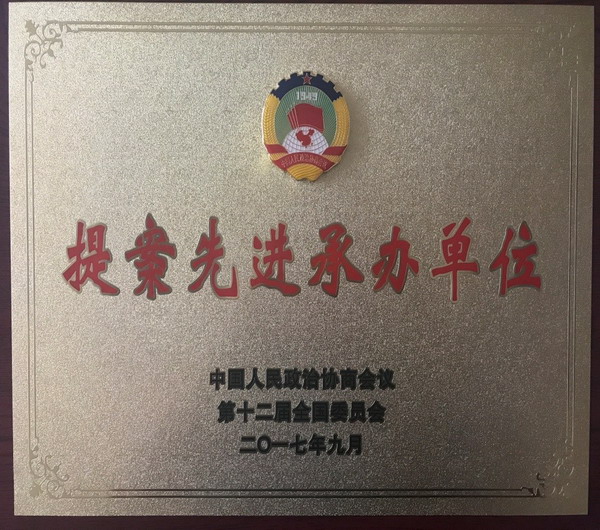 1949
提案先进承办单位
中国人民政治协商会议
第十二届全国委员会
二〇一七年九月